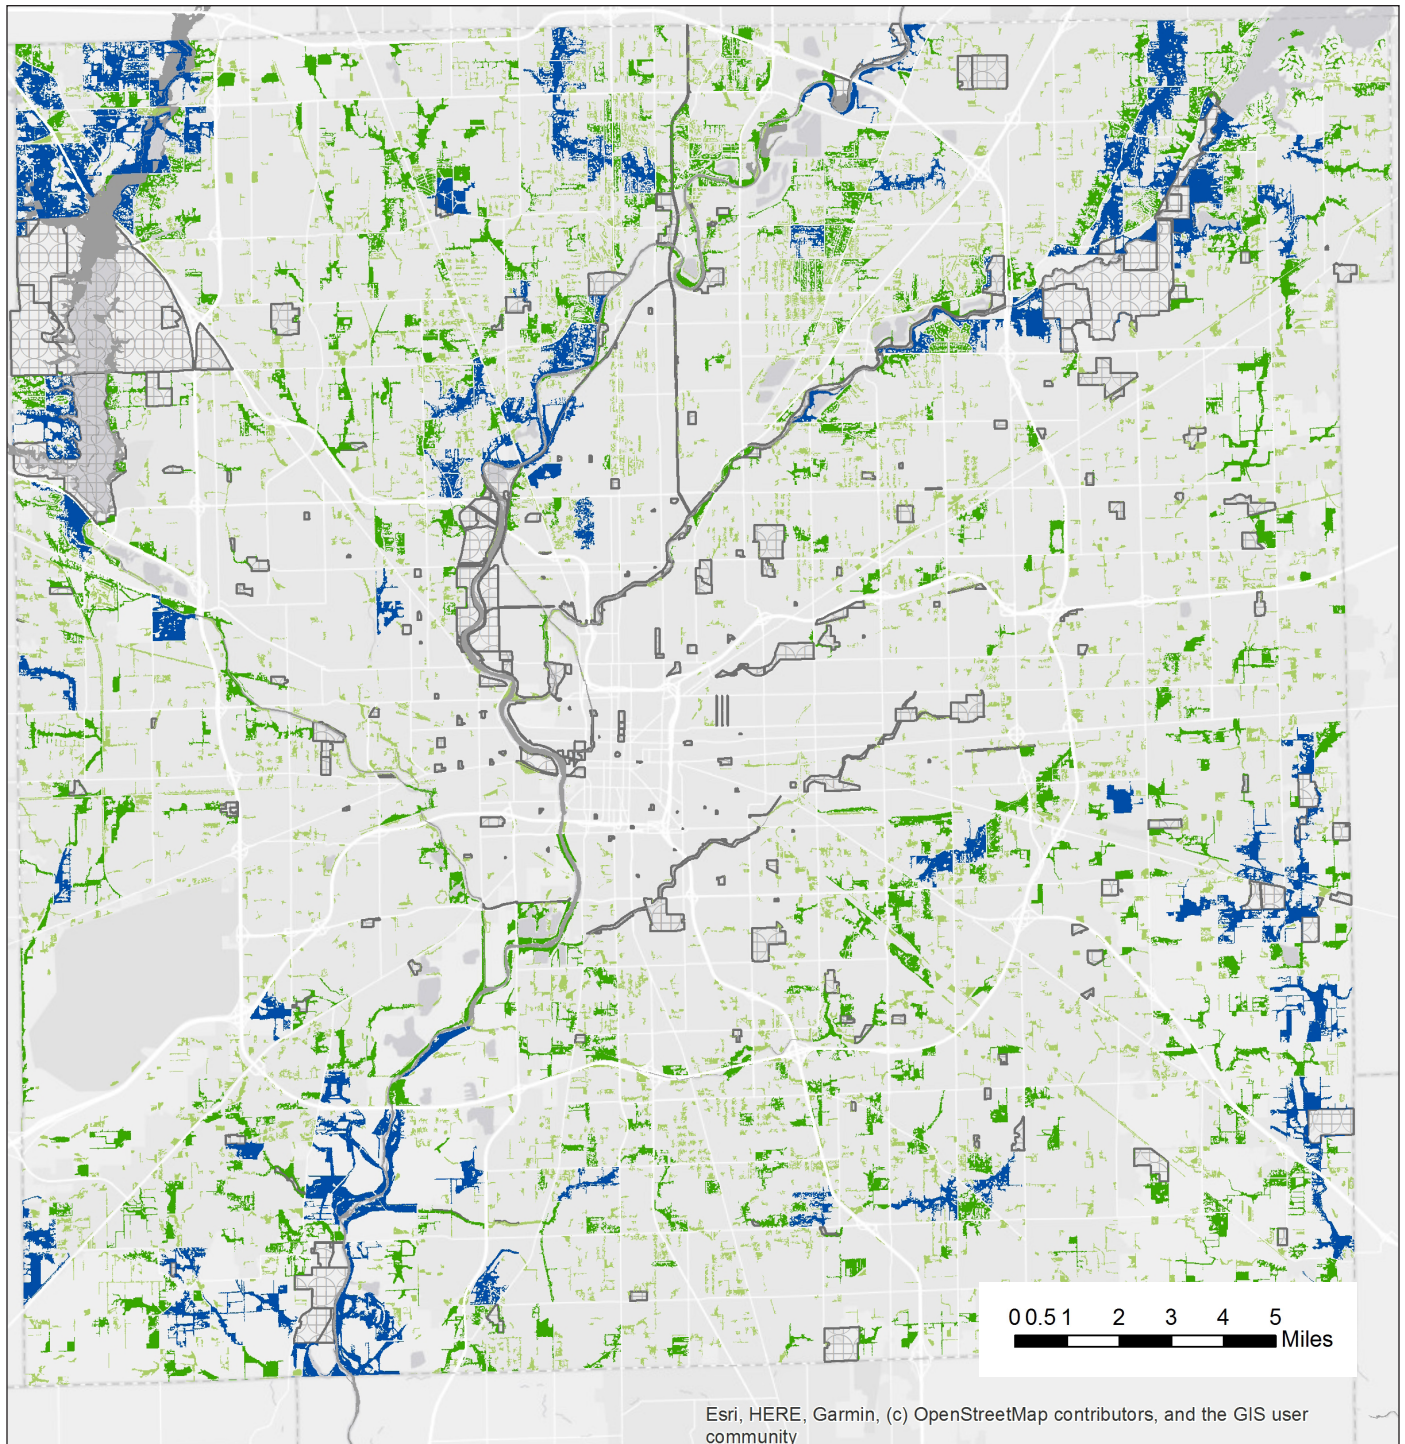 0 0.5 1 2 3 4 5
Miles
Esri, HERE, Garmin, (c) OpenStreetMap contributors, and the GIS user
community